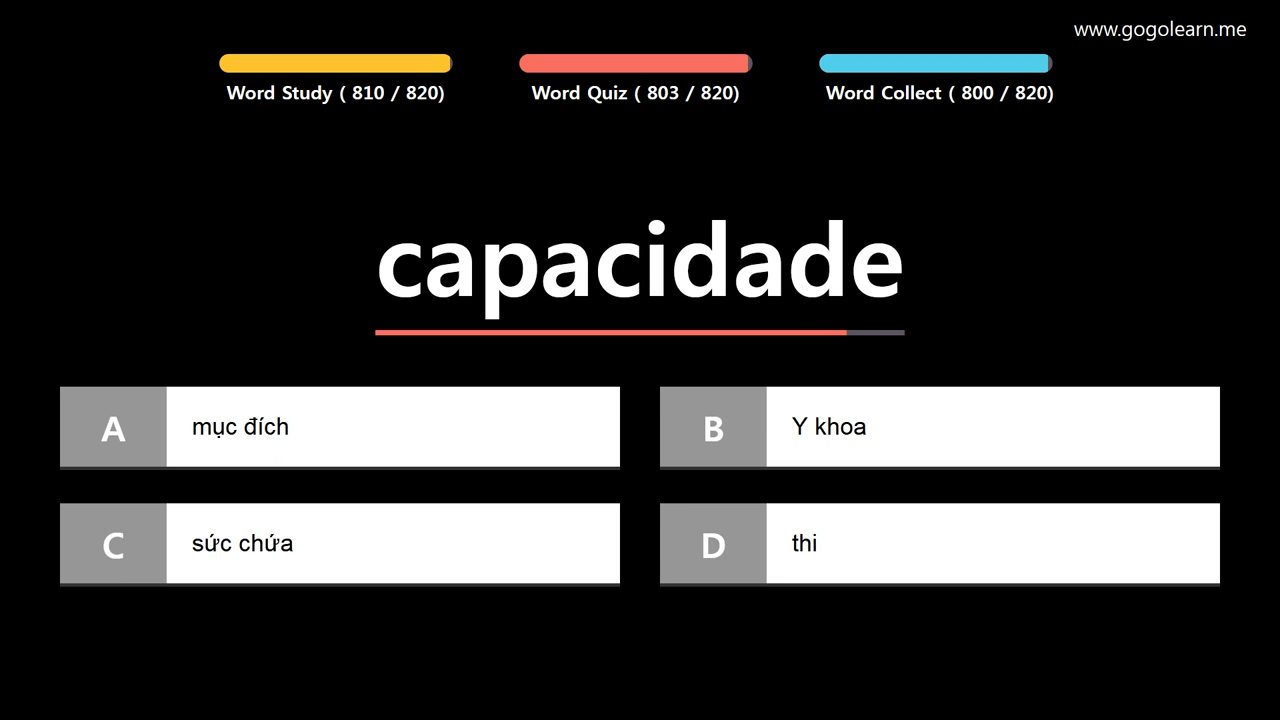 www.gogolearn.me
Word Study ( 810 / 820)
Word Quiz ( 803 / 820)
Word Collect ( 800 / 820)
capacidade
A
mục đích
B
Y khoa
C
sức chứa
D
thi